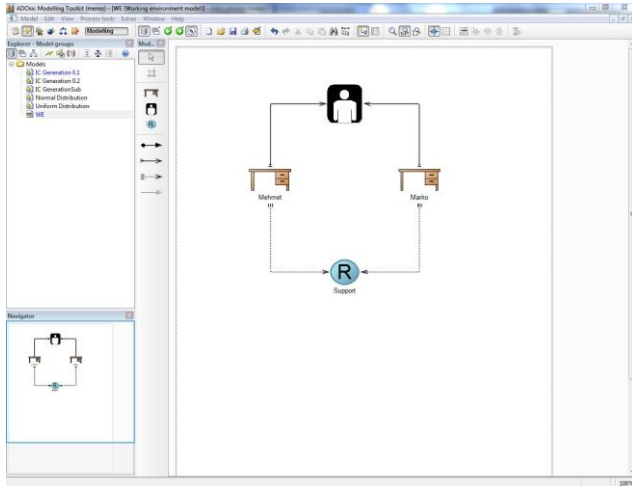 ADOxx Modelling Toolkit (meno) - [WE (Working environment model)]
Model Edit View Process tools Extras Window Help
Modelling
Explorer - Model groups
Mod...
Models
IC Generation 0.1
IC Generation 0.2
IC GenerationSub
Normal Distribution
Uniform Distribution
WE
R
Mehmet
Marko
R
Support
Navigator
100%